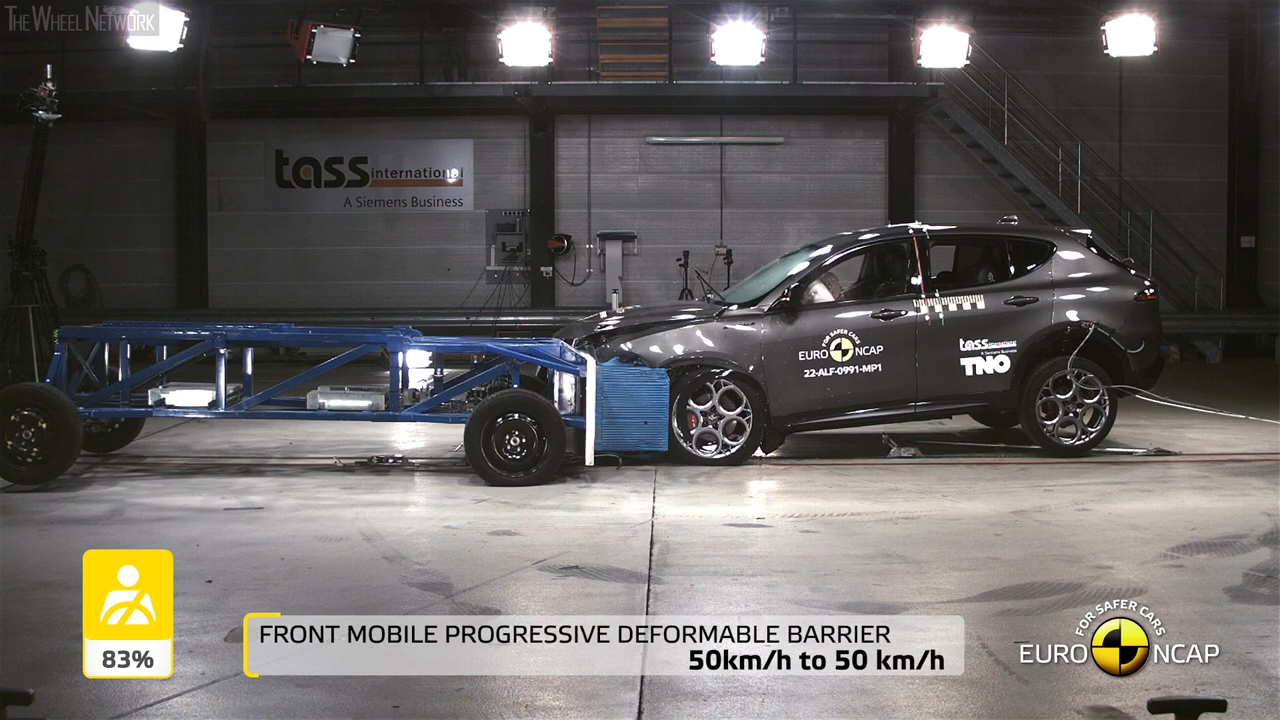 THE WHEEL NETWORK
tass international
A Siemens Business
FOR SAFER CARS
EURO NCAP
22-ALF-0991-MP1
tass international
A Siemens Business
TNO
83%
FRONT MOBILE PROGRESSIVE DEFORMABLE BARRIER
50km/h to 50 km/h
FOR SAFER CARS
EURO NCAP